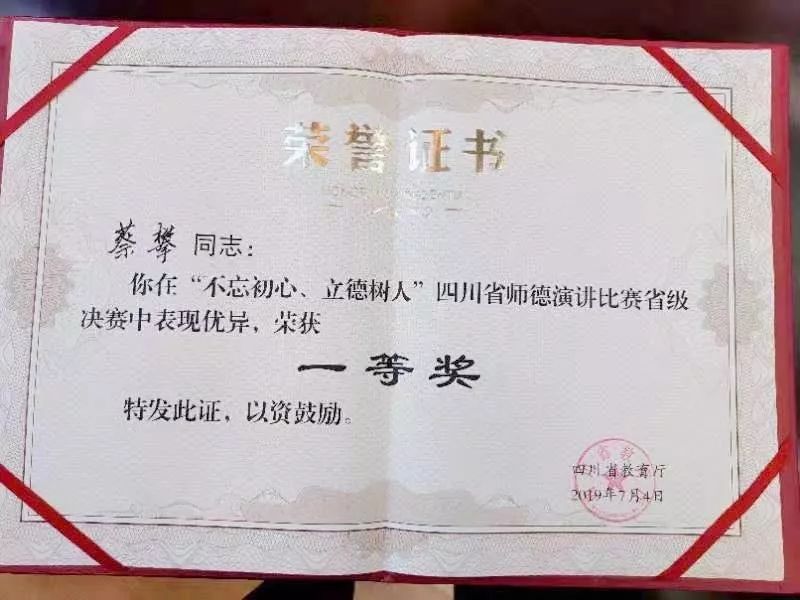 荣誉证书
蔡攀同志：
你在“不忘初心、立德树人”四川省师德演讲比赛省级
决赛中表现优异，荣获
一等奖
特发此证，以资鼓励。
四川省教育厅
2019年7月4日